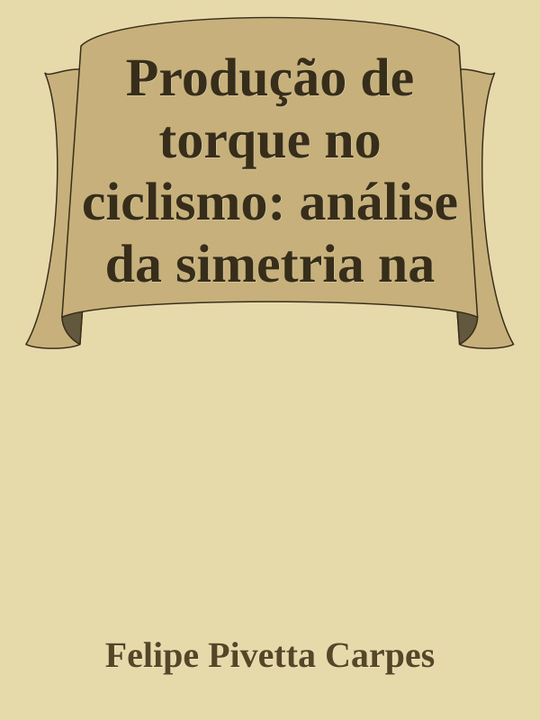 Produção de
torque no
ciclismo: análise
da simetria na
Felipe Pivetta Carpes